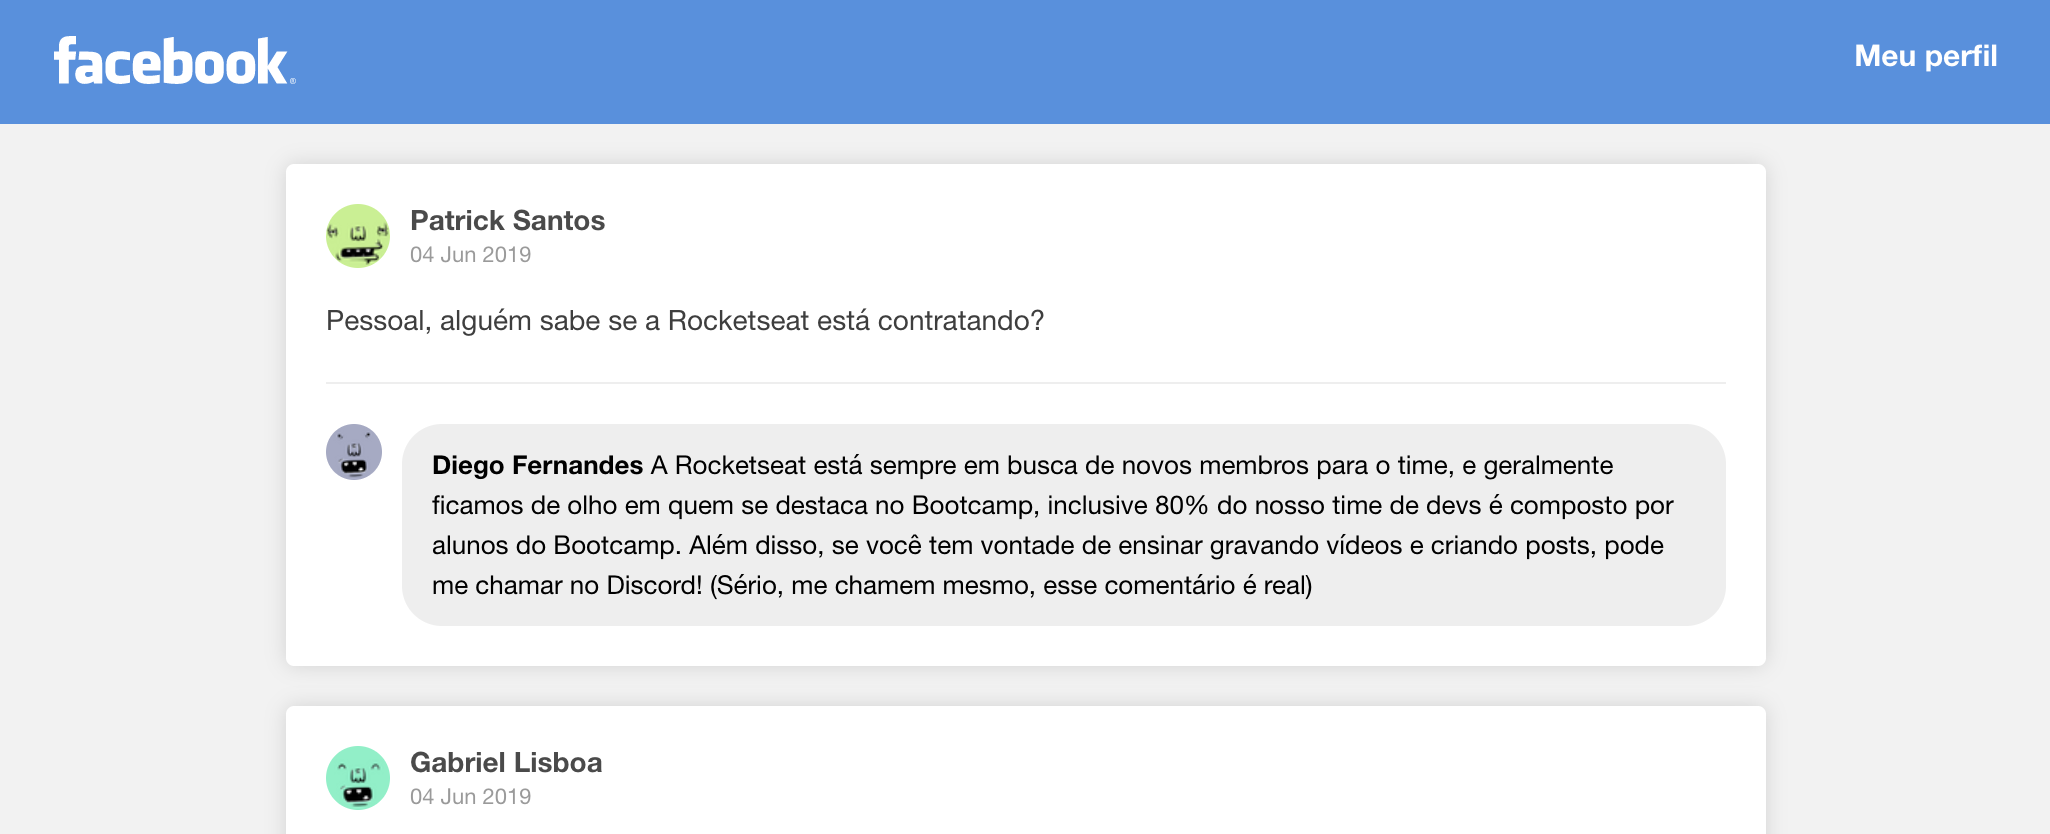 facebook®
Meu perfil
Patrick Santos
04 Jun 2019
Pessoal, alguém sabe se a Rocketseat está contratando?
Diego Fernandes A Rocketseat está sempre em busca de novos membros para o time, e geralmente
ficamos de olho em quem se destaca no Bootcamp, inclusive 80% do nosso time de devs é composto por
alunos do Bootcamp. Além disso, se você tem vontade de ensinar gravando vídeos e criando posts, pode
me chamar no Discord! (Sério, me chamem mesmo, esse comentário é real)
Gabriel Lisboa
04 Jun 2019